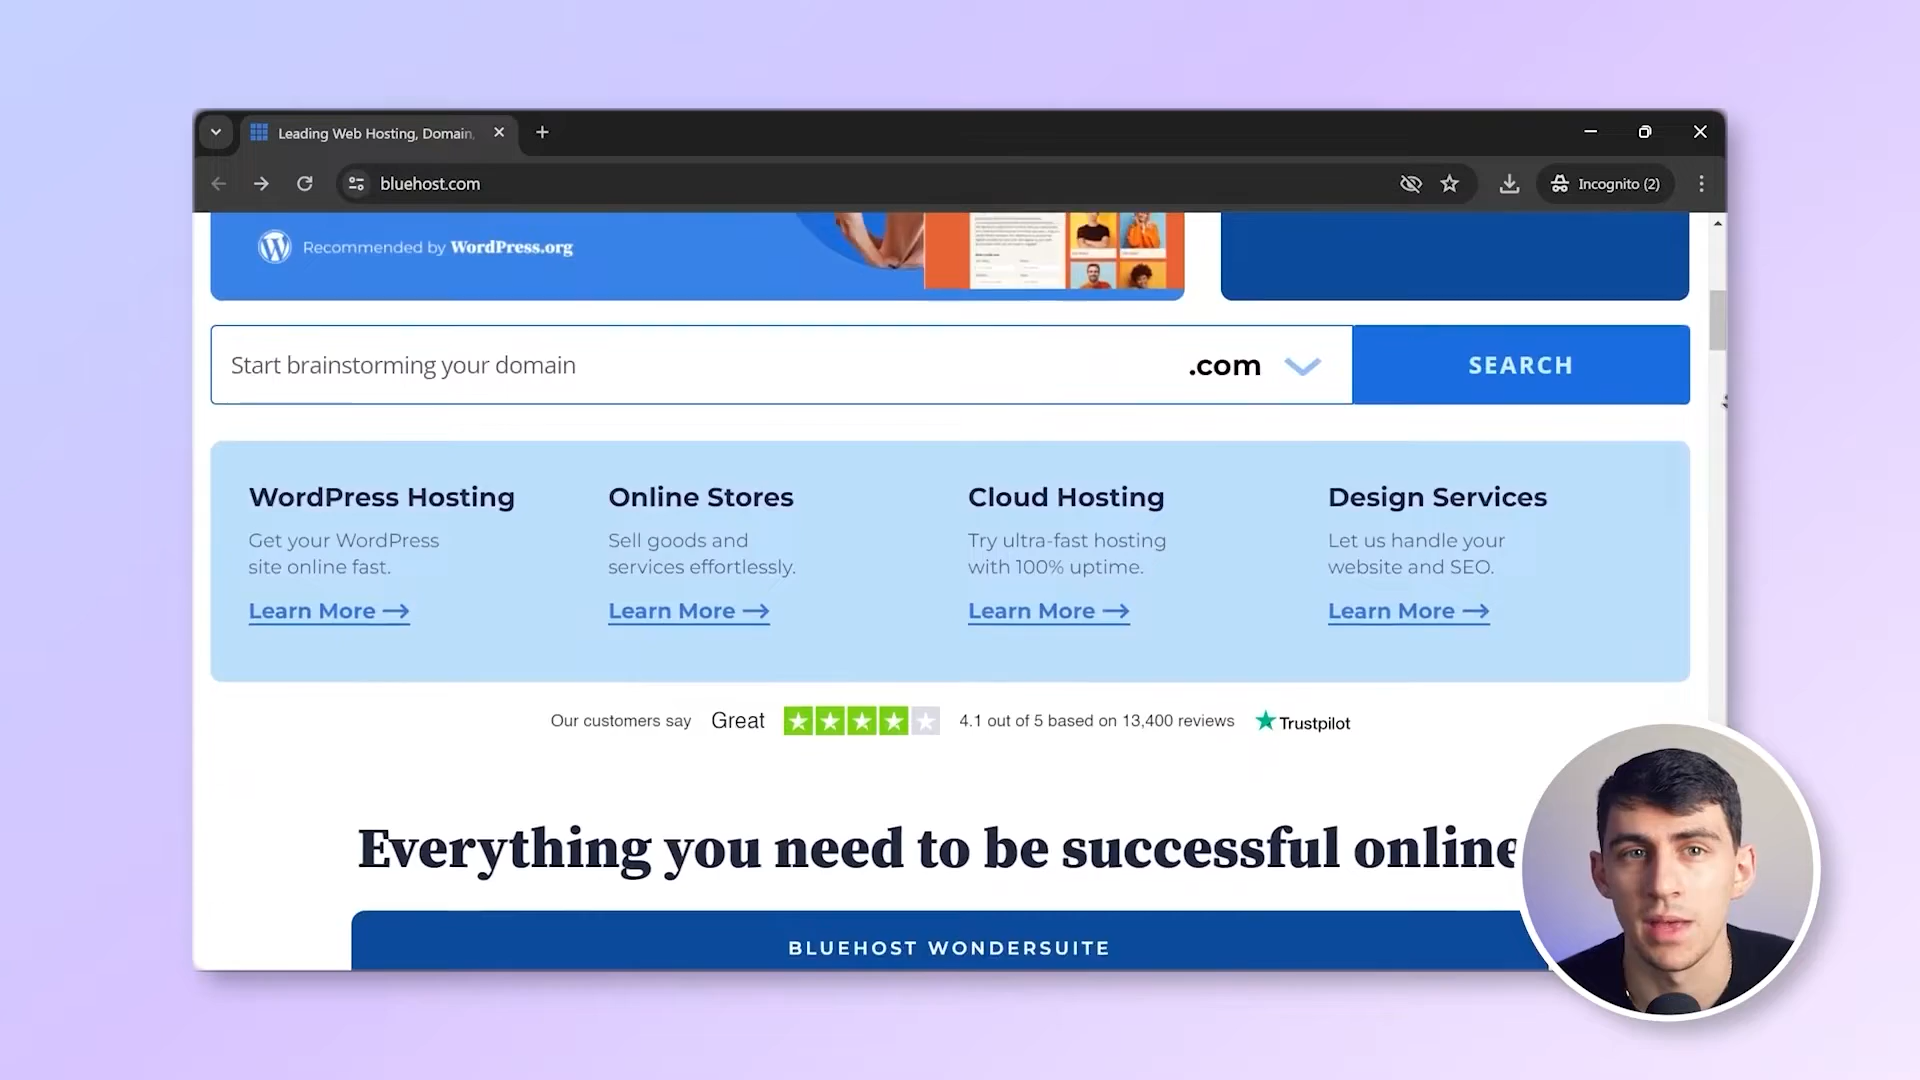 Leading Web Hosting, Domain,
bluehost.com
Incognito (2)
Recommended by WordPress.org
Start brainstorming your domain
.com
SEARCH
WordPress Hosting
Get your WordPress
site online fast.
Learn More →
Online Stores
Sell goods and
services effortlessly.
Learn More →
Cloud Hosting
Try ultra-fast hosting
with 100% uptime.
Learn More →
Design Services
Let us handle your
website and SEO.
Learn More →
Our customers say Great 4.1 out of 5 based on 13,400 reviews Trustpilot
Everything you need to be successful online
BLUEHOST WONDERSUITE